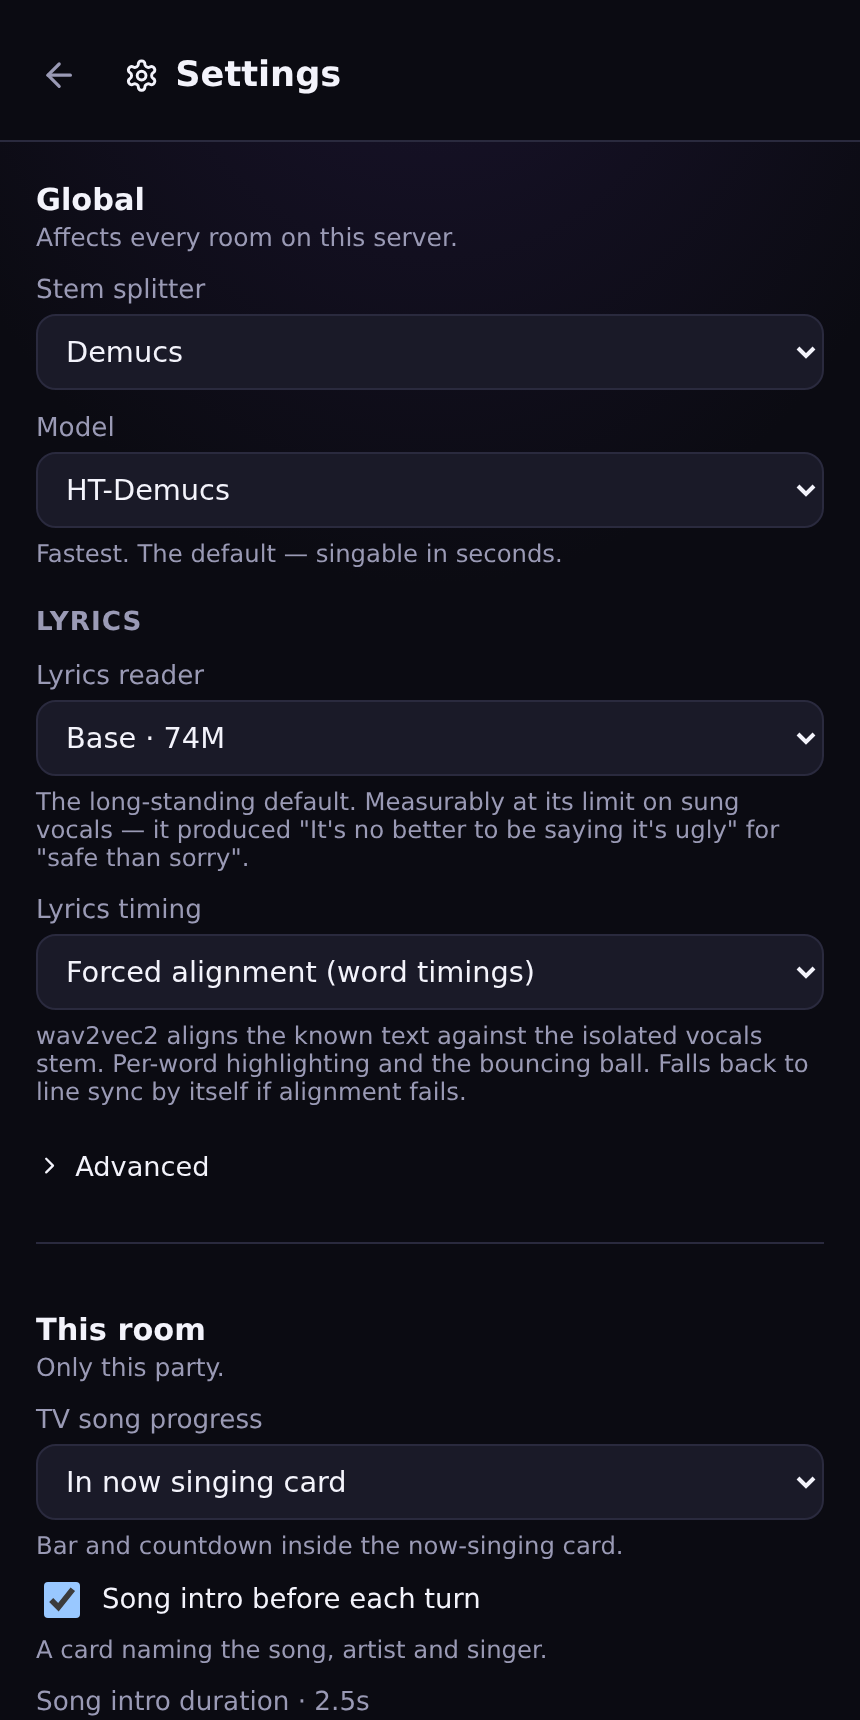 Settings
Global
Affects every room on this server.
Stem splitter
Demucs
Model
HT-Demucs
Fastest. The default — singable in seconds.
LYRICS
Lyrics reader
Base · 74M
The long-standing default. Measurably at its limit on sung
vocals — it produced "It's no better to be saying it's ugly" for
"safe than sorry".
Lyrics timing
Forced alignment (word timings)
wav2vec2 aligns the known text against the isolated vocals
stem. Per-word highlighting and the bouncing ball. Falls back to
line sync by itself if alignment fails.
Advanced
This room
Only this party.
TV song progress
In now singing card
Bar and countdown inside the now-singing card.
Song intro before each turn
A card naming the song, artist and singer.
Song intro duration · 2.5s